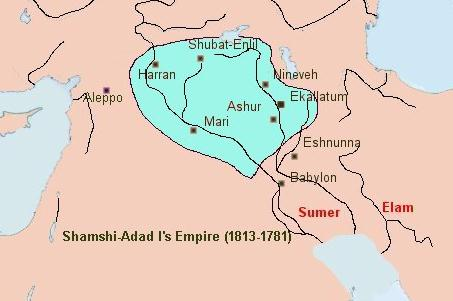 Shubat-Enlil
Harran
Nineveh
Aleppo
Ekallatum
Ashur
Mari
Eshnunna
Babylon
Sumer
Elam
Shamshi-Adad I's Empire (1813-1781)